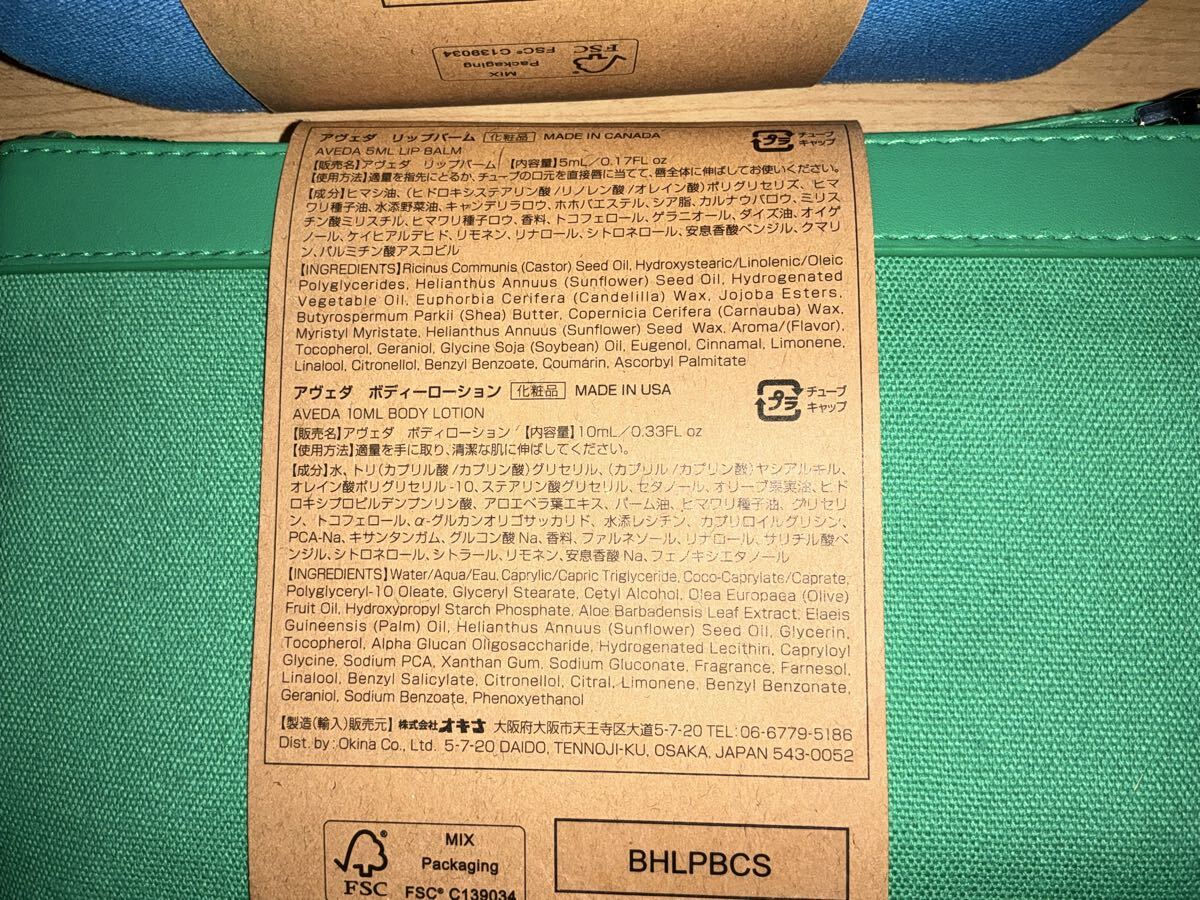 FSC® C139034
Packaging
MIX
FSC
アヴェダ リップバーム 化粧品 MADE IN CANADA
AVEDA 5ML LIP BALM
プラ チューブ
キャップ
【販売名】アヴェダ リップバーム 【内容量】5mL/0.17FL oz
【使用方法】適量を指先にとるか、チューブの口元を直接唇に当てて、唇全体に伸ばしてお使いください。
【成分】ヒマシ油、(ヒドロキシステアリン酸/リノレン酸/オレイン酸)ポリグリセリズ、ヒマ
ワリ種子油、水添野菜油、キャンデリラロウ、ホホバエステル、シア脂、カルナウバロウ、ミリス
チン酸ミリスチル、ヒマワリ種子ロウ、香料、トコフェロール、ゲラニオール、ダイズ油、オイゲ
ノール、ケイヒアルデヒド、リモネン、リナロール、シトロネロール、安息香酸ベンジル、クマリ
ン、パルミチン酸アスコビル
【INGREDIENTS】Ricinus Communis (Castor) Seed Oil, Hydroxystearic/Linolenic/Oleic
Polyglycerides, Helianthus Annuus (Sunflower) Seed Oil, Hydrogenated
Vegetable Oil, Euphorbia Cerifera (Candelilla) Wax, Jojoba Esters,
Butyrospermum Parkii (Shea) Butter, Copernicia Cerifera (Carnauba) Wax,
Myristyl Myristate, Helianthus Annuus (Sunflower) Seed Wax, Aroma/(Flavor),
Tocopherol, Geraniol, Glycine Soja (Soybean) Oil, Eugenol, Cinnamal, Limonene,
Linalool, Citronellol, Benzyl Benzoate, Coumarin, Ascorbyl Palmitate
アヴェダ ボディーローション 化粧品 MADE IN USA
AVEDA 10ML BODY LOTION
プラ チューブ
キャップ
【販売名】アヴェダ ボディローション 【内容量】10mL/0.33FL oz
【使用方法】適量を手に取り、清潔な肌に伸ばしてください。
【成分】水、トリ(カプリル酸/カプリン酸)グリセリル、(カプリル/カプリン酸)ヤシアルキル、
オレイン酸ポリグリセリル-10、ステアリン酸グリセリル、セタノール、オリーブ果実油、ヒド
ロキシプロピルデンプンリン酸、アロエベラ葉エキス、パーム油、ヒマワリ種子油、グリセリ
ン、トコフェロール、α-グルカンオリゴサッカリド、水添レシチン、カプリロイルグリシン、
PCA-Na、キサンタンガム、グルコン酸Na、香料、ファルネソール、リナロール、サリチル酸ベ
ンジル、シトロネロール、シトラール、リモネン、安息香酸Na、フェノキシエタノール
【INGREDIENTS】Water/Aqua/Eau, Caprylic/Capric Triglyceride, Coco-Caprylate/Caprate,
Polyglyceryl-10 Oleate, Glyceryl Stearate, Cetyl Alcohol, Olea Europaea (Olive)
Fruit Oil, Hydroxypropyl Starch Phosphate, Aloe Barbadensis Leaf Extract, Elaeis
Guineensis (Palm) Oil, Helianthus Annuus (Sunflower) Seed Oil, Glycerin,
Tocopherol, Alpha Glucan Oligosaccharide, Hydrogenated Lecithin, Capryloyl
Glycine, Sodium PCA, Xanthan Gum, Sodium Gluconate, Fragrance, Farnesol,
Linalool, Benzyl Salicylate, Citronellol, Citral, Limonene, Benzyl Benzonate,
Geraniol, Sodium Benzoate, Phenoxyethanol
【製造(輸入)販売元】株式会社オキナ 大阪府大阪市天王寺区大道5-7-20 TEL:06-6779-5186
Dist. by : Okina Co., Ltd. 5-7-20 DAIDO, TENNOJI-KU, OSAKA, JAPAN 543-0052
FSC
MIX
Packaging
FSC® C139034
BHLPBCS